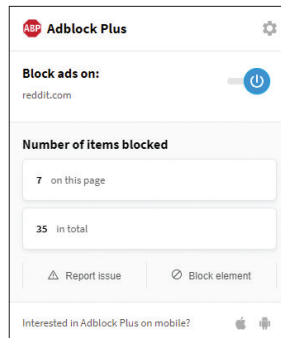 ABP Adblock Plus
Block ads on:
reddit.com
Number of items blocked
7 on this page
35 in total
Report issue Block element
Interested in Adblock Plus on mobile?